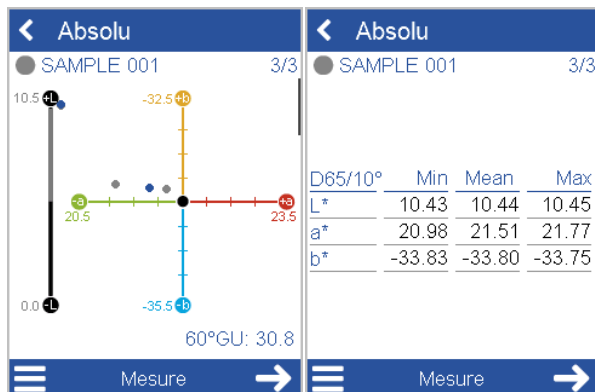 Absolu
SAMPLE 001 3/3
10.5 +L -32.5 +b
-a +a
20.5 23.5
0.0 -L -35.5 -b
60°GU: 30.8
Mesure
Absolu
SAMPLE 001 3/3
D65/10° Min Mean Max
L* 10.43 10.44 10.45
a* 20.98 21.51 21.77
b* -33.83 -33.80 -33.75
Mesure